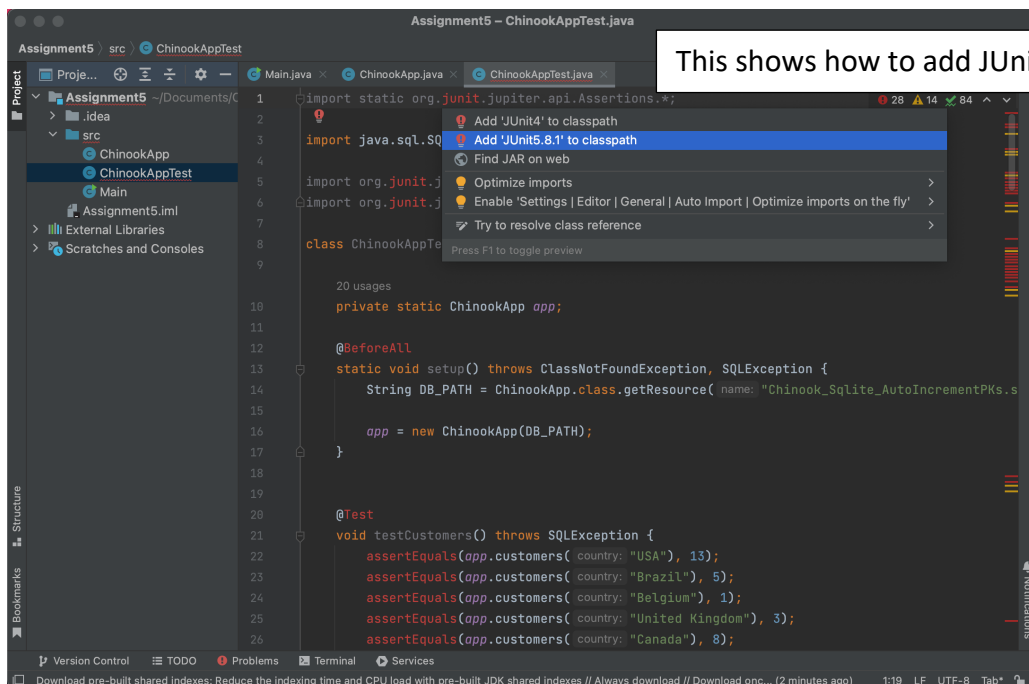 Assignment5 – ChinookAppTest.java
Assignment5 src ChinookAppTest
This shows how to add JUni
Project
Proje...
Main.java
ChinookApp.java
ChinookAppTest.java
Assignment5 ~/Documents/C
.idea
src
ChinookApp
ChinookAppTest
Main
Assignment5.iml
External Libraries
Scratches and Consoles
28 14 84
1 import static org.junit.jupiter.api.Assertions.*;
2
3 import java.sql.SQ
4
5 import org.junit.j
6 import org.junit.j
7
8 class ChinookAppTe
9
Add 'JUnit4' to classpath
Add 'JUnit5.8.1' to classpath
Find JAR on web
Optimize imports
Enable 'Settings | Editor | General | Auto Import | Optimize imports on the fly'
Try to resolve class reference
Press F1 to toggle preview
20 usages
10 private static ChinookApp app;
11
12 @BeforeAll
13 static void setup() throws ClassNotFoundException, SQLException {
14 String DB_PATH = ChinookApp.class.getResource( name: "Chinook_Sqlite_AutoIncrementPKs.s
15
16 app = new ChinookApp(DB_PATH);
17 }
18
19
20 @Test
21 void testCustomers() throws SQLException {
22 assertEquals(app.customers( country: "USA"), 13);
23 assertEquals(app.customers( country: "Brazil"), 5);
24 assertEquals(app.customers( country: "Belgium"), 1);
25 assertEquals(app.customers( country: "United Kingdom"), 3);
26 assertEquals(app.customers( country: "Canada"), 8);
Structure
Bookmarks
Notifications
Version Control TODO Problems Terminal Services
Download pre-built shared indexes: Reduce the indexing time and CPU load with pre-built JDK shared indexes // Always download // Download onc... (2 minutes ago) 1:19 LF UTF-8 Tab*